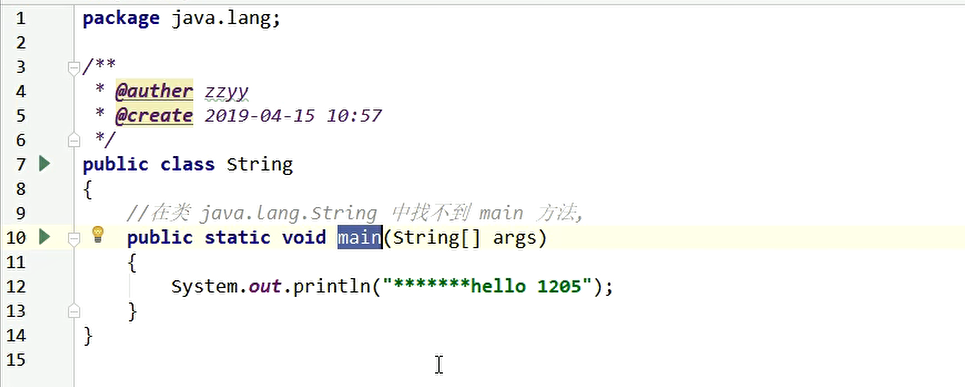 1 package java.lang;
2
3 /**
4  * @auther zzyy
5  * @create 2019-04-15 10:57
6  */
7 public class String
8 {
9     //在类 java.lang.String 中找不到 main 方法,
10     public static void main(String[] args)
11     {
12         System.out.println("*******hello 1205");
13     }
14 }
15